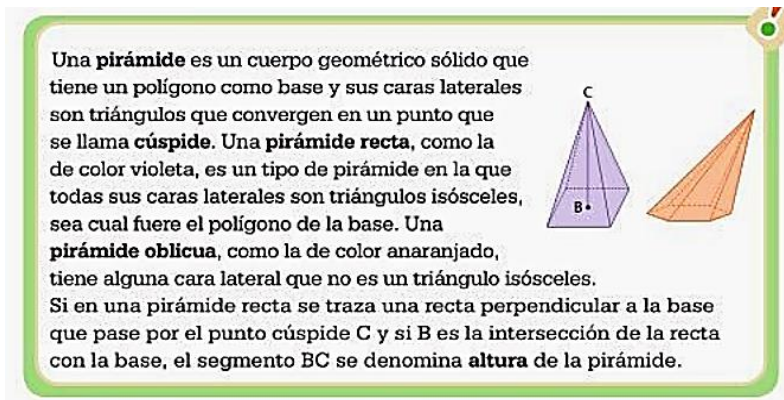 Una pirámide es un cuerpo geométrico sólido que
tiene un polígono como base y sus caras laterales
son triángulos que convergen en un punto que
se llama cúspide. Una pirámide recta, como la
de color violeta, es un tipo de pirámide en la que
todas sus caras laterales son triángulos isósceles,
sea cual fuere el polígono de la base. Una
pirámide oblicua, como la de color anaranjado,
tiene alguna cara lateral que no es un triángulo isósceles.
Si en una pirámide recta se traza una recta perpendicular a la base
que pase por el punto cúspide C y si B es la intersección de la recta
con la base, el segmento BC se denomina altura de la pirámide.
C
B